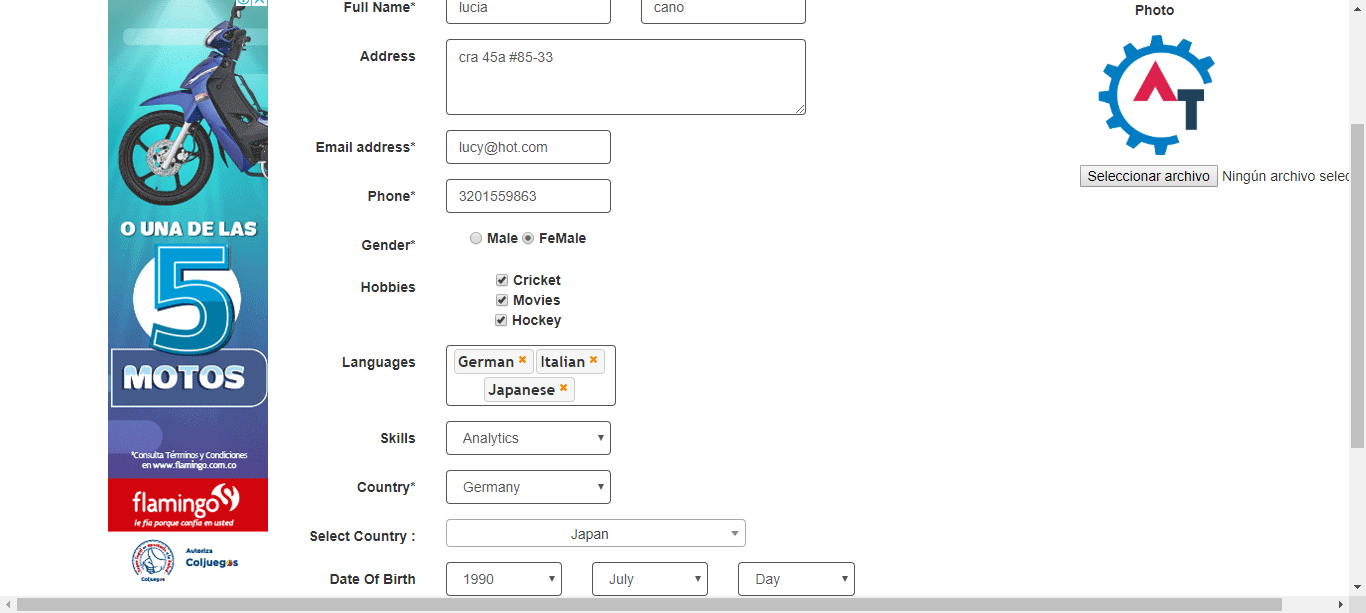 Full Name* lucia cano
Photo
Address cra 45a #85-33
AT
Email address* lucy@hot.com
Seleccionar archivo Ningún archivo selec
Phone* 3201559863
Gender* Male FeMale
Hobbies Cricket
Movies
Hockey
Languages German Italian
Japanese
Skills Analytics
Country* Germany
Select Country : Japan
Date Of Birth 1990 July Day
O UNA DE LAS
5
MOTOS
*Consulta Términos y Condiciones
en www.flamingo.com.co
flamingo
le fía porque confía en usted
Autoriza
Coljuegos
Coljuegos